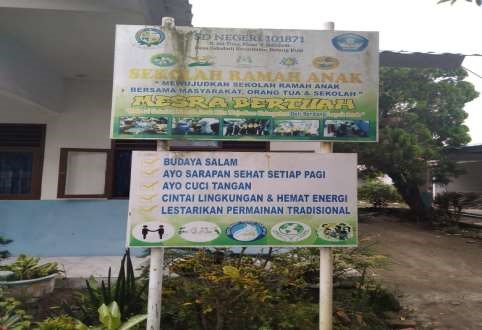 SD NEGERI 101871
SEKOLAH RAMAH ANAK
" MEWUJUDKAN SEKOLAH RAMAH ANAK
BERSAMA MASYARAKAT, ORANG TUA & SEKOLAH "
MESRA BERTUAH
BUDAYA SALAM
AYO SARAPAN SEHAT SETIAP PAGI
AYO CUCI TANGAN
CINTAI LINGKUNGAN & HEMAT ENERGI
LESTARIKAN PERMAINAN TRADISIONAL